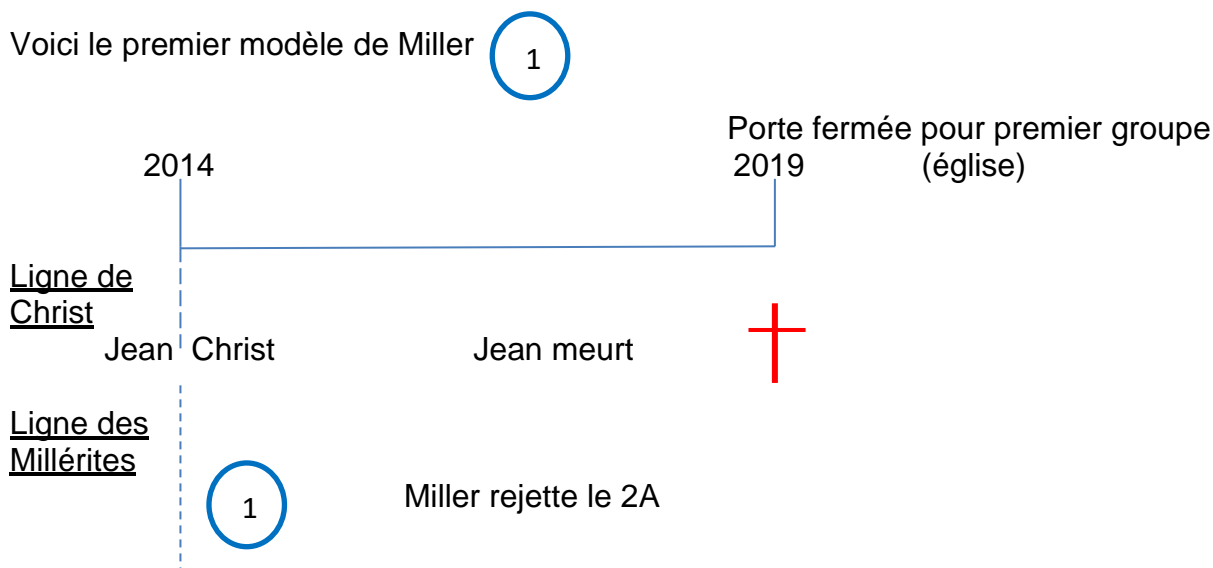 Voici le premier modèle de Miller 1
Porte fermée pour premier groupe
2014 2019 (église)
Ligne de
Christ
Jean Christ Jean meurt
Ligne des
Millérites
1 Miller rejette le 2A